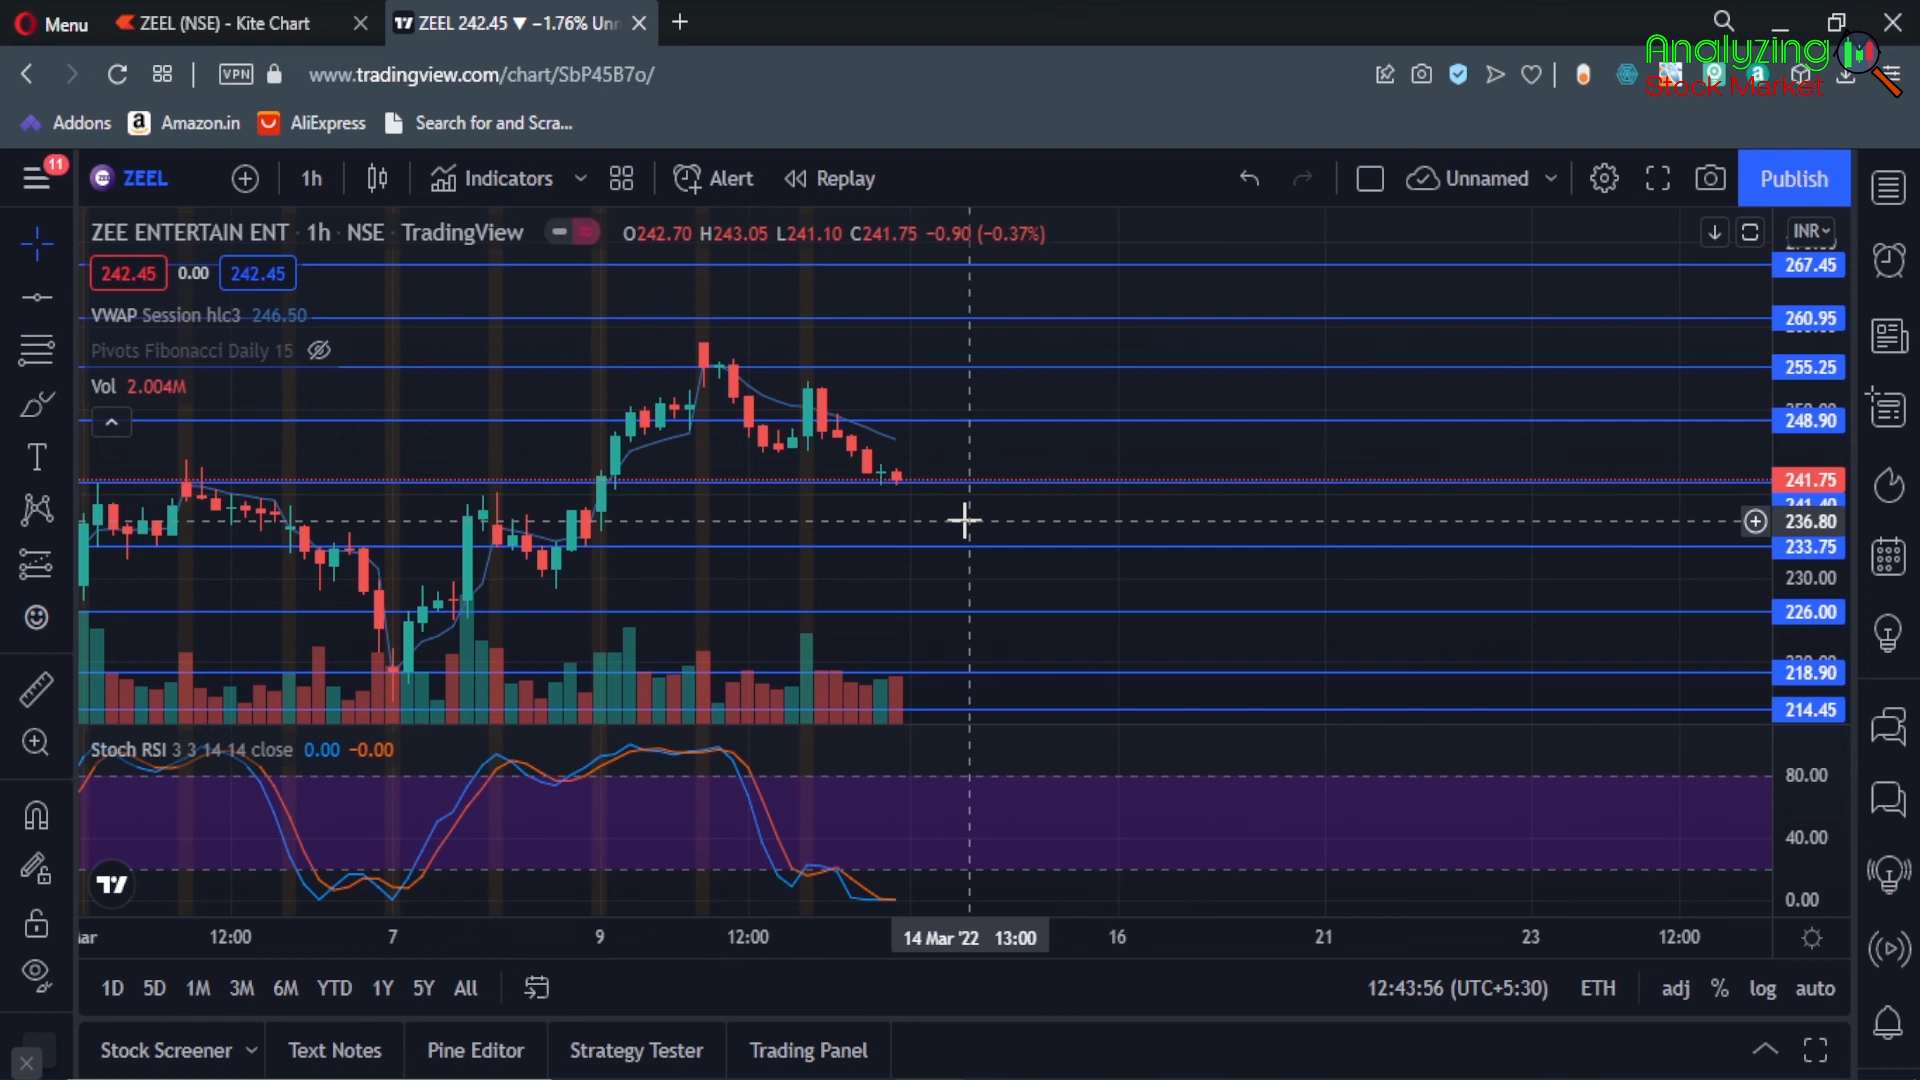 Menu
ZEEL (NSE) - Kite Chart
ZEEL 242.45 ▼ −1.76% Unn
Analyzing
Stock Market
VPN
www.tradingview.com/chart/SbP45B7o/
Addons
Amazon.in
AliExpress
Search for and Scra...
11
ZEEL
1h
Indicators
Alert
Replay
Unnamed
Publish
ZEE ENTERTAIN ENT · 1h · NSE TradingView
O242.70 H243.05 L241.10 C241.75 −0.90 (−0.37%)
INR
242.45 0.00 242.45
267.45
VWAP Session hlc3 246.50
260.95
Pivots Fibonacci Daily 15
255.25
Vol 2.004M
248.90
241.75
241.40
236.80
233.75
230.00
226.00
218.90
214.45
Stoch RSI 3 3 14 14 close 0.00 −0.00
80.00
40.00
0.00
12:00
7
9
12:00
14 Mar '22 13:00
16
21
23
12:00
1D 5D 1M 3M 6M YTD 1Y 5Y All
12:43:56 (UTC+5:30)
ETH
adj % log auto
Stock Screener
Text Notes
Pine Editor
Strategy Tester
Trading Panel